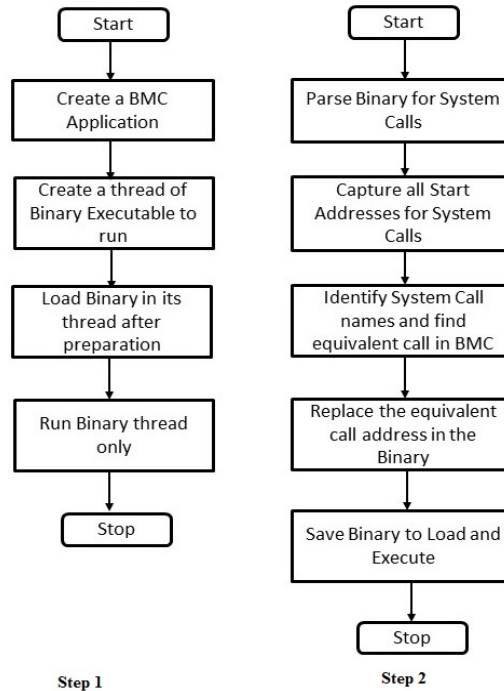 Start
Create a BMC
Application
Create a thread of
Binary Executable to
run
Load Binary in its
thread after
preparation
Run Binary thread
only
Stop
Step 1
Start
Parse Binary for System
Calls
Capture all Start
Addresses for System
Calls
Identify System Call
names and find
equivalent call in BMC
Replace the equivalent
call address in the
Binary
Save Binary to Load and
Execute
Stop
Step 2